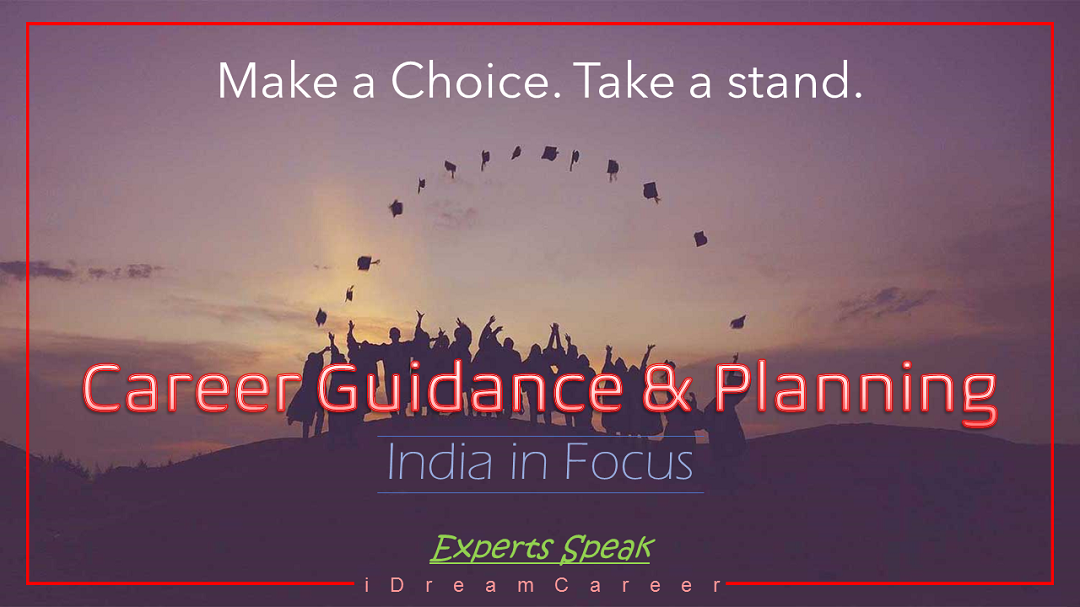 Make a Choice. Take a stand.
Career Guidance & Planning
India in Focus
Experts Speak
iDreamCareer